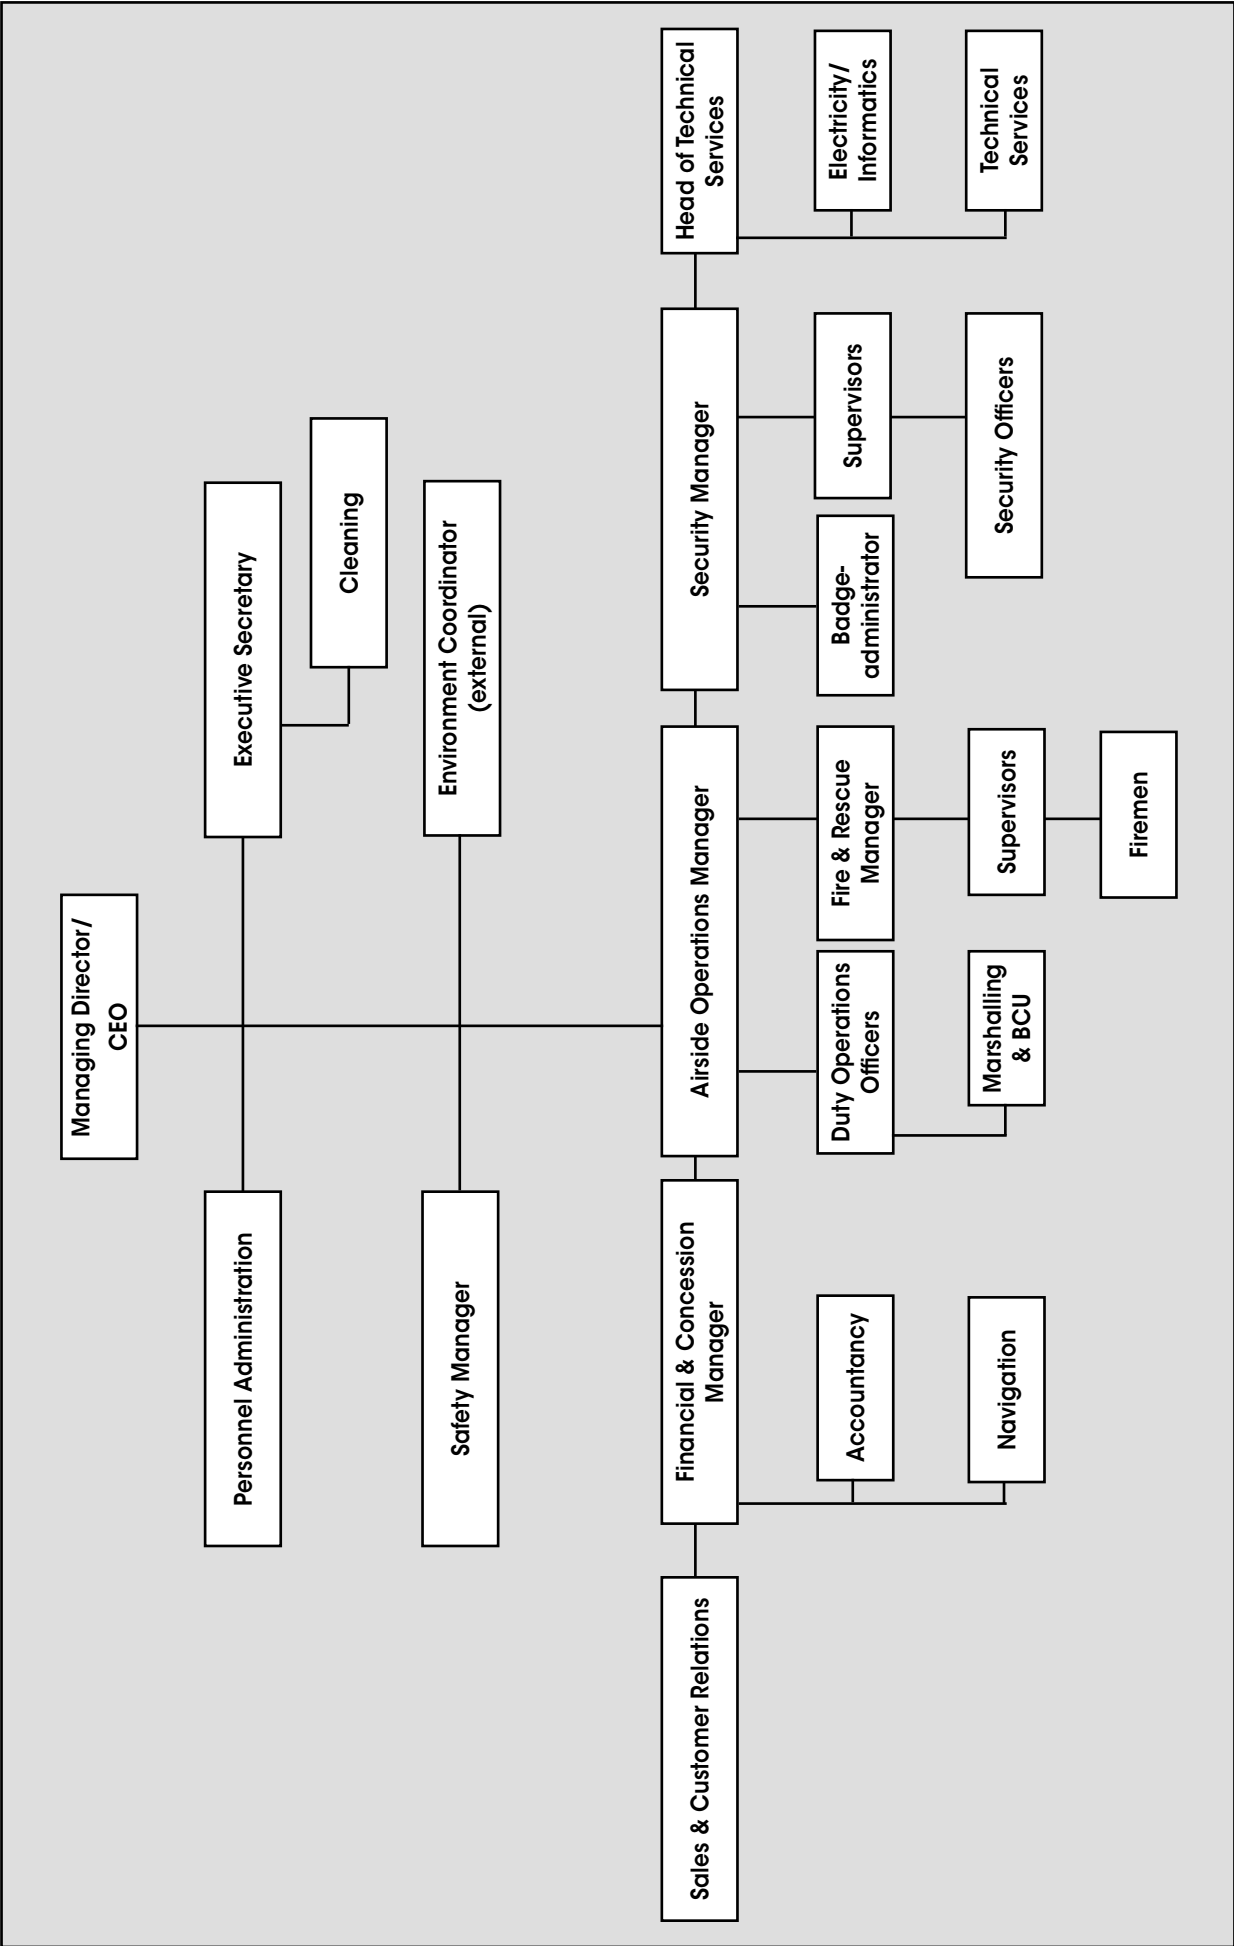 Managing Director/
CEO
Personnel Administration
Executive Secretary
Cleaning
Safety Manager
Environment Coordinator
(external)
Sales & Customer Relations
Financial & Concession
Manager
Airside Operations Manager
Security Manager
Head of Technical
Services
Accountancy
Navigation
Duty Operations
Officers
Marshalling
& BCU
Fire & Rescue
Manager
Supervisors
Firemen
Badge-
administrator
Supervisors
Security Officers
Electricity/
Informatics
Technical
Services